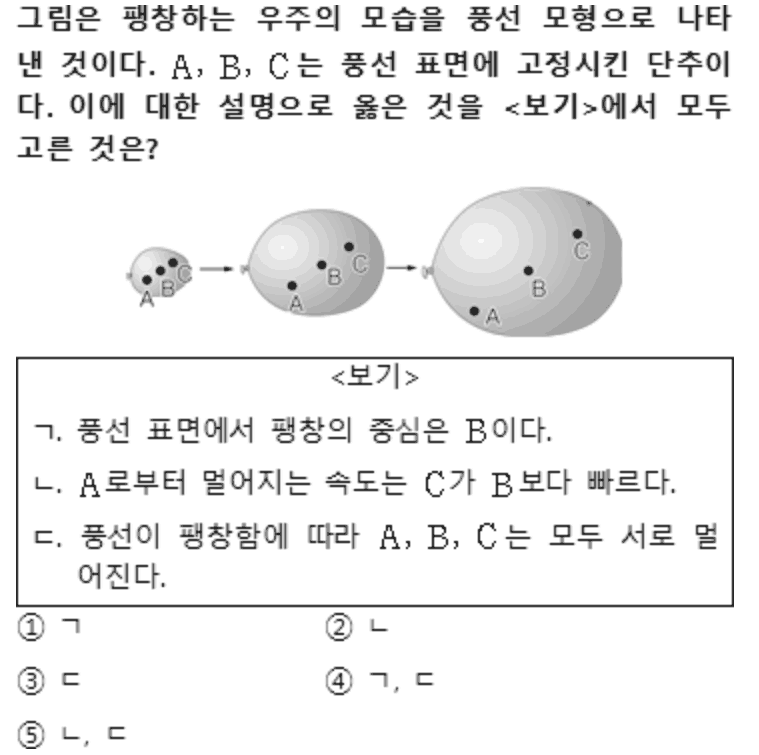 그림은 팽창하는 우주의 모습을 풍선 모형으로 나타
낸 것이다. A, B, C는 풍선 표면에 고정시킨 단추이
다. 이에 대한 설명으로 옳은 것을 <보기>에서 모두
고른 것은?
A B C
A B C
A B C
<보기>
ㄱ. 풍선 표면에서 팽창의 중심은 B이다.
ㄴ. A로부터 멀어지는 속도는 C가 B보다 빠르다.
ㄷ. 풍선이 팽창함에 따라 A, B, C는 모두 서로 멀
어진다.
① ㄱ ② ㄴ
③ ㄷ ④ ㄱ, ㄷ
⑤ ㄴ, ㄷ